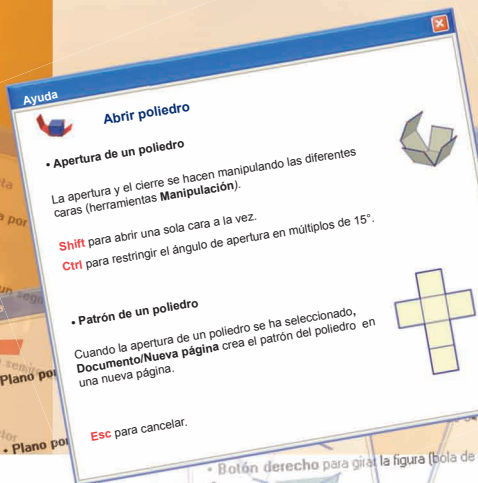 Ayuda
Abrir poliedro
• Apertura de un poliedro
La apertura y el cierre se hacen manipulando las diferentes
caras (herramientas Manipulación).
Shift para abrir una sola cara a la vez.
Ctrl para restringir el ángulo de apertura en múltiplos de 15°.
• Patrón de un poliedro
Cuando la apertura de un poliedro se ha seleccionado,
Documento/Nueva página crea el patrón del poliedro en
una nueva página.
Esc para cancelar.
a por
un
Plano por
• Plano por
• Botón derecho para girar la figura (bola de